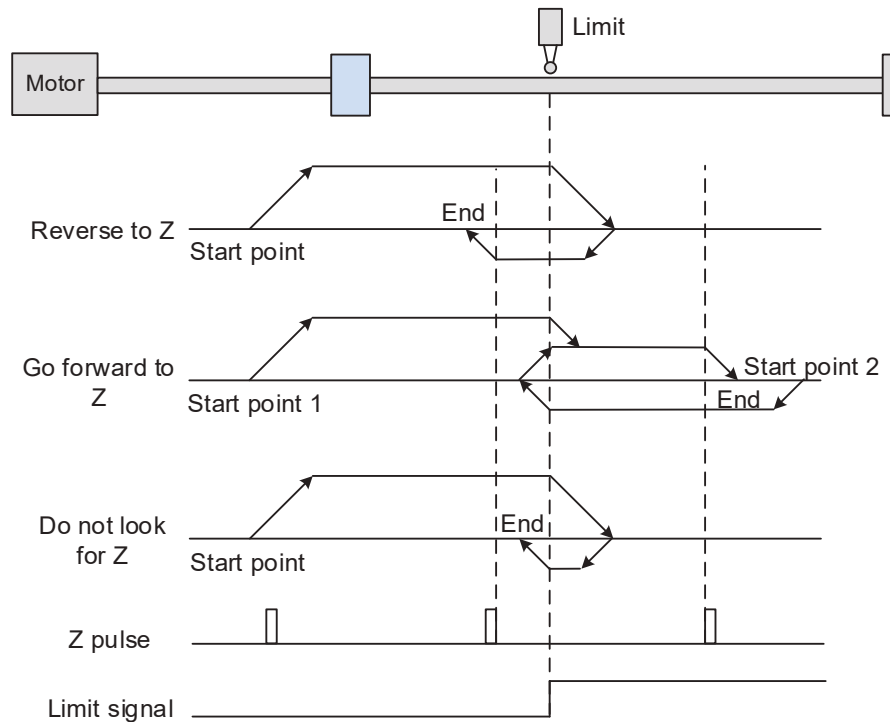 Limit
Motor
End
Reverse to Z
Start point
Go forward to
Z
Start point 2
Start point 1
End
Do not look
for Z
End
Start point
Z pulse
Limit signal